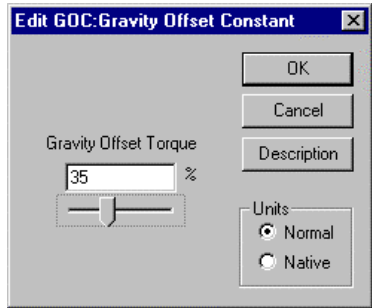 Edit GOC:Gravity Offset Constant
OK
Cancel
Description
Gravity Offset Torque
35 %
Units
Normal
Native